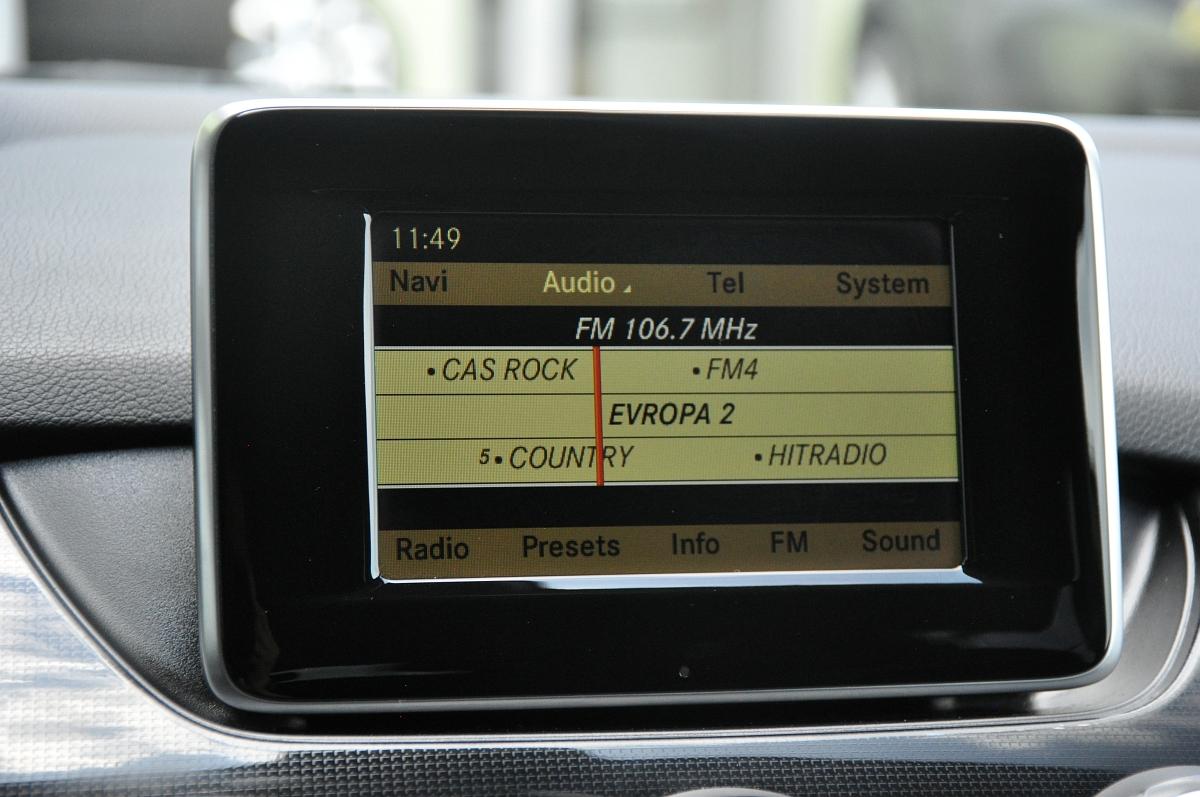 11:49
Navi Audio Tel System
FM 106.7 MHz
• CAS ROCK • FM4
EVROPA 2
5 • COUNTRY • HITRADIO
Radio Presets Info FM Sound